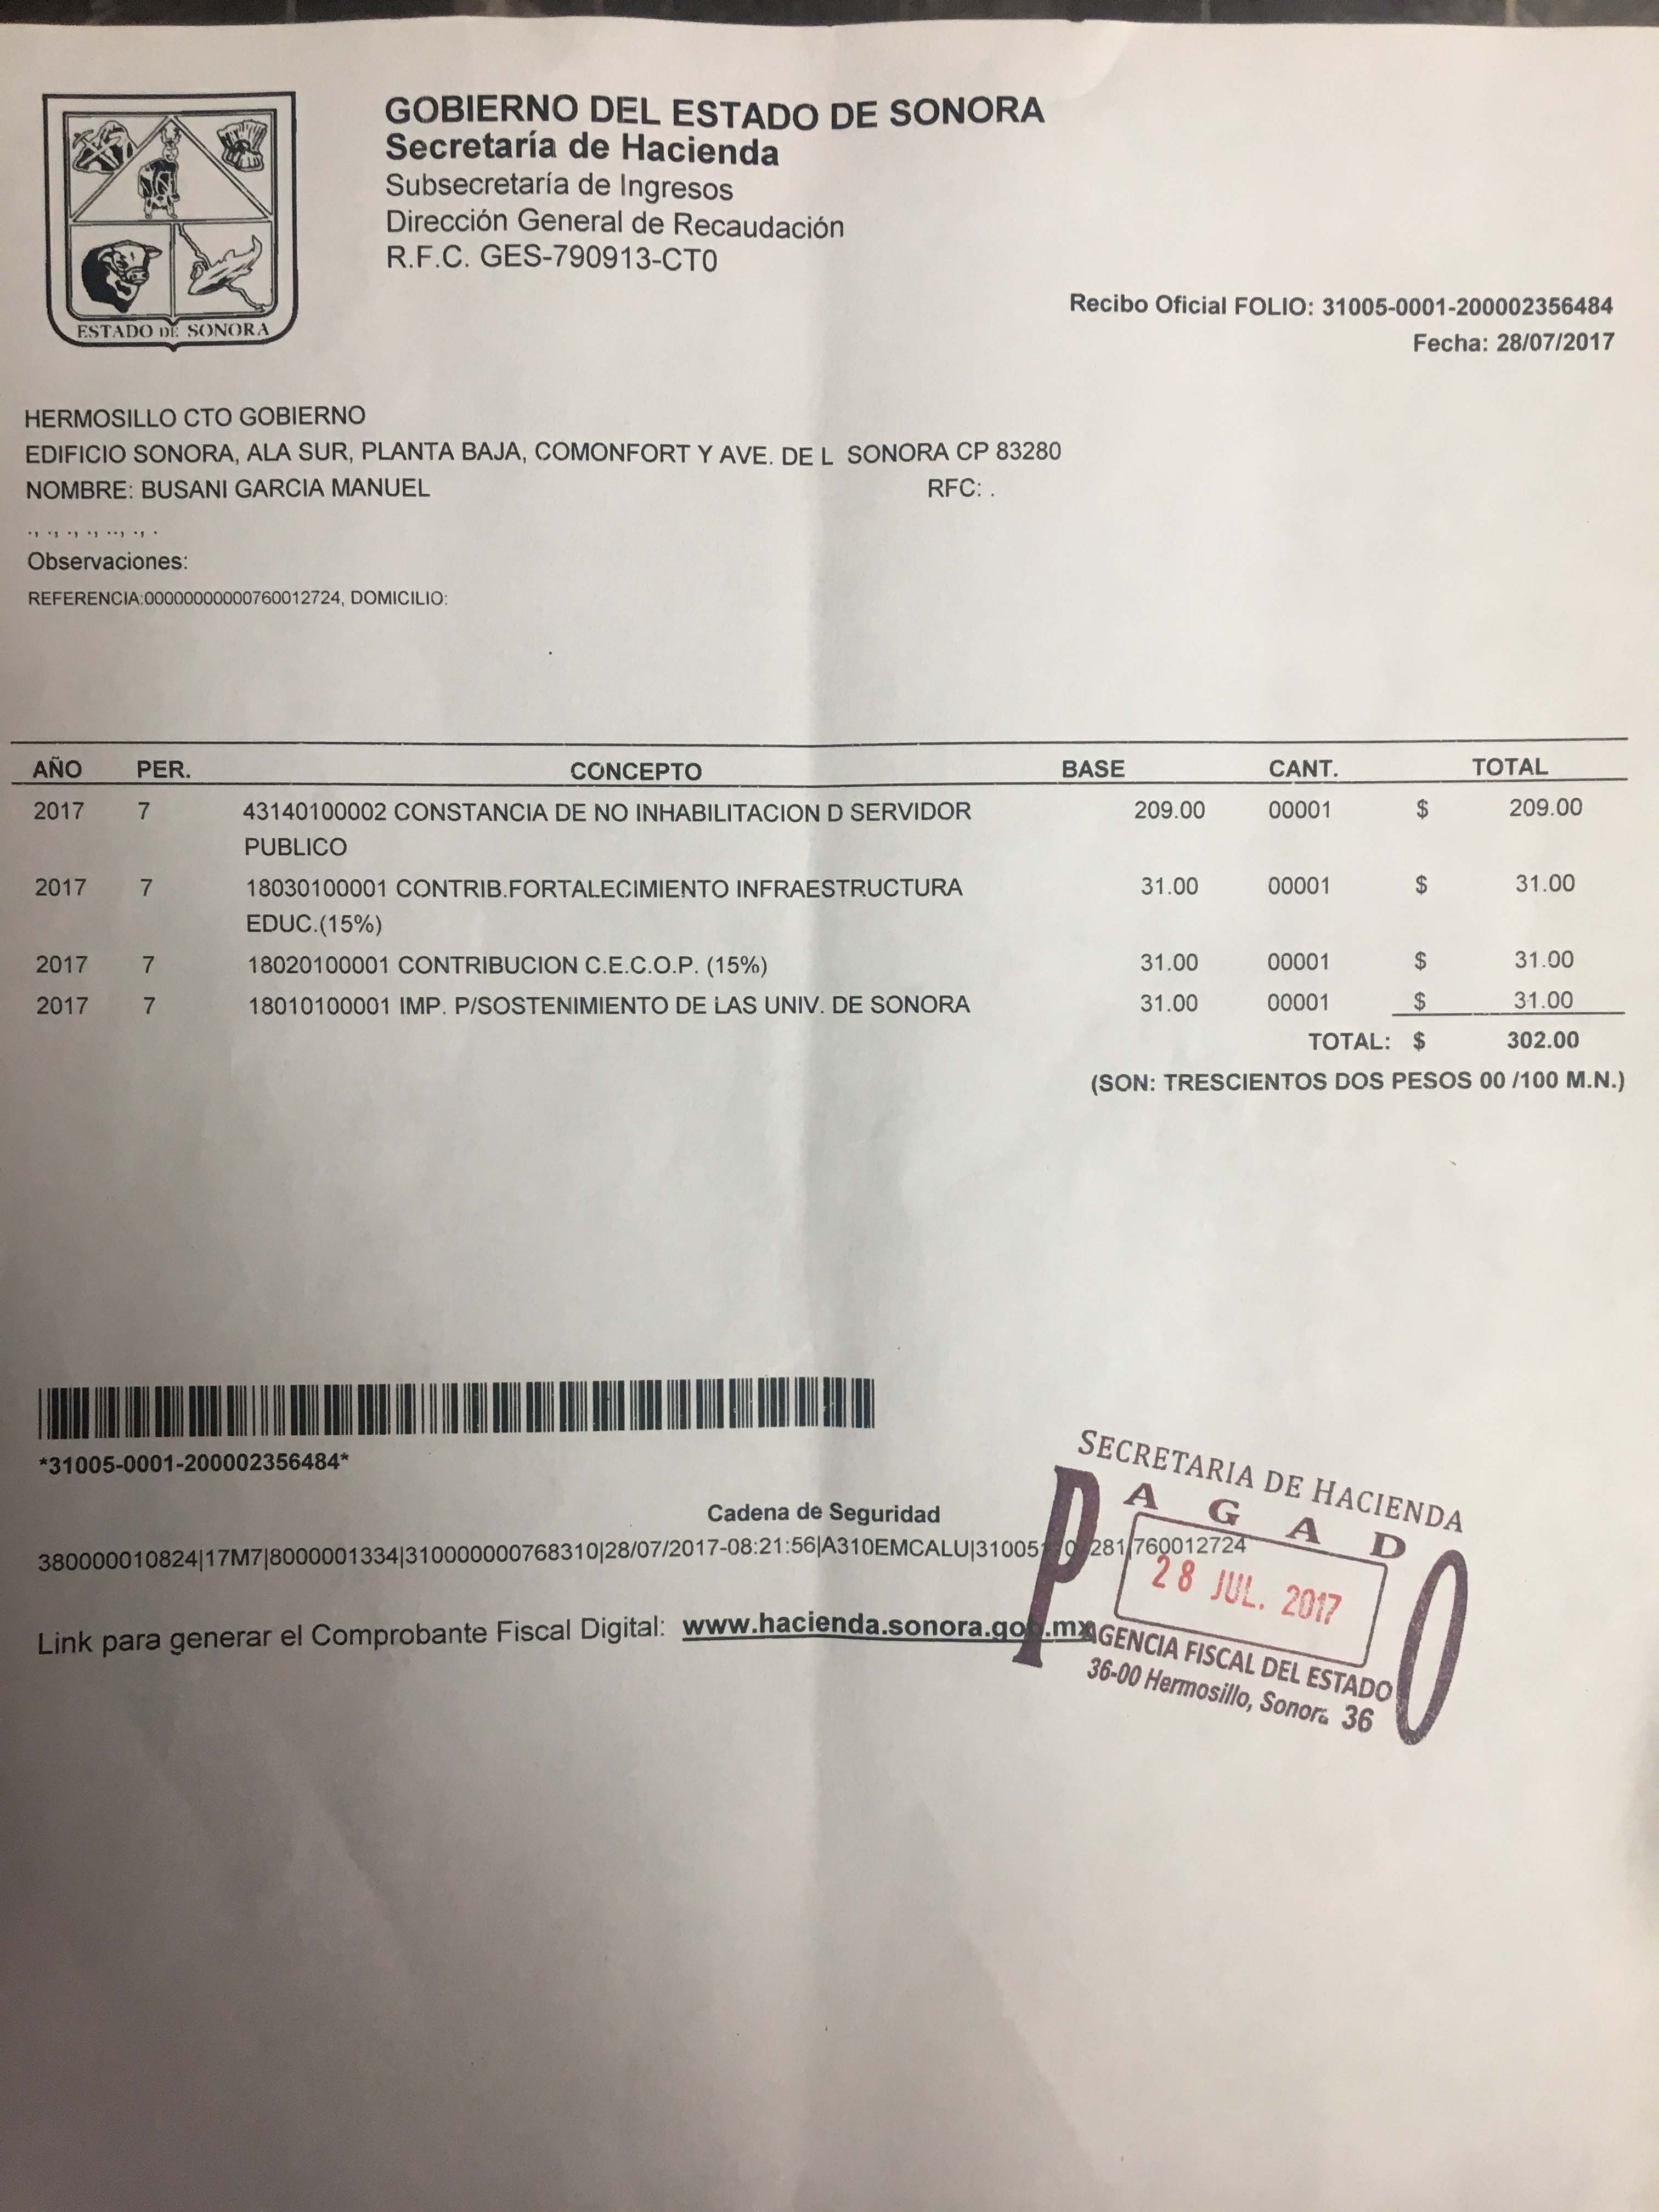 GOBIERNO DEL ESTADO DE SONORA
Secretaría de Hacienda
Subsecretaría de Ingresos
Dirección General de Recaudación
R.F.C. GES-790913-CT0
ESTADO DE SONORA
Recibo Oficial FOLIO: 31005-0001-200002356484
Fecha: 28/07/2017
HERMOSILLO CTO GOBIERNO
EDIFICIO SONORA, ALA SUR, PLANTA BAJA, COMONFORT Y AVE. DE L SONORA CP 83280
NOMBRE: BUSANI GARCIA MANUEL RFC: .
., ., ., ., .., ., .
Observaciones:
REFERENCIA:00000000000760012724, DOMICILIO:
AÑO PER. CONCEPTO BASE CANT. TOTAL
2017 7 43140100002 CONSTANCIA DE NO INHABILITACION D SERVIDOR 209.00 00001 $ 209.00
PUBLICO
2017 7 18030100001 CONTRIB.FORTALECIMIENTO INFRAESTRUCTURA 31.00 00001 $ 31.00
EDUC.(15%)
2017 7 18020100001 CONTRIBUCION C.E.C.O.P. (15%) 31.00 00001 $ 31.00
2017 7 18010100001 IMP. P/SOSTENIMIENTO DE LAS UNIV. DE SONORA 31.00 00001 $ 31.00
TOTAL: $ 302.00
(SON: TRESCIENTOS DOS PESOS 00 /100 M.N.)
*31005-0001-200002356484*
Cadena de Seguridad
380000010824|17M7|8000001334|310000000768310|28/07/2017-08:21:56|A310EMCALU|31005 281|760012724
Link para generar el Comprobante Fiscal Digital: www.hacienda.sonora.gob.mx
SECRETARIA DE HACIENDA
PAGADO
28 JUL. 2017
AGENCIA FISCAL DEL ESTADO
36-00 Hermosillo, Sonora 36